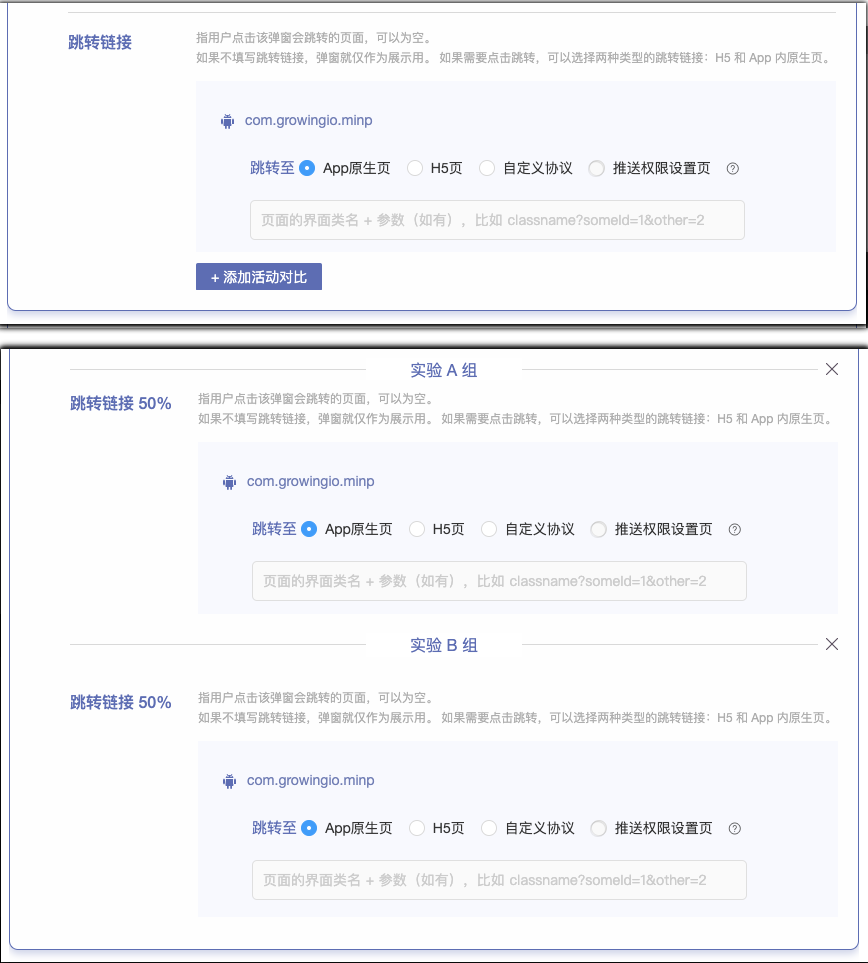 跳转链接
指用户点击该弹窗会跳转的页面，可以为空。
如果不填写跳转链接，弹窗就仅作为展示用。 如果需要点击跳转，可以选择两种类型的跳转链接：H5 和 App 内原生页。
com.growingio.minp
跳转至 App原生页 H5页 自定义协议 推送权限设置页
页面的界面类名 + 参数（如有），比如 classname?someId=1&other=2
+ 添加活动对比
实验 A 组
跳转链接 50%
指用户点击该弹窗会跳转的页面，可以为空。
如果不填写跳转链接，弹窗就仅作为展示用。 如果需要点击跳转，可以选择两种类型的跳转链接：H5 和 App 内原生页。
com.growingio.minp
跳转至 App原生页 H5页 自定义协议 推送权限设置页
页面的界面类名 + 参数（如有），比如 classname?someId=1&other=2
实验 B 组
跳转链接 50%
指用户点击该弹窗会跳转的页面，可以为空。
如果不填写跳转链接，弹窗就仅作为展示用。 如果需要点击跳转，可以选择两种类型的跳转链接：H5 和 App 内原生页。
com.growingio.minp
跳转至 App原生页 H5页 自定义协议 推送权限设置页
页面的界面类名 + 参数（如有），比如 classname?someId=1&other=2